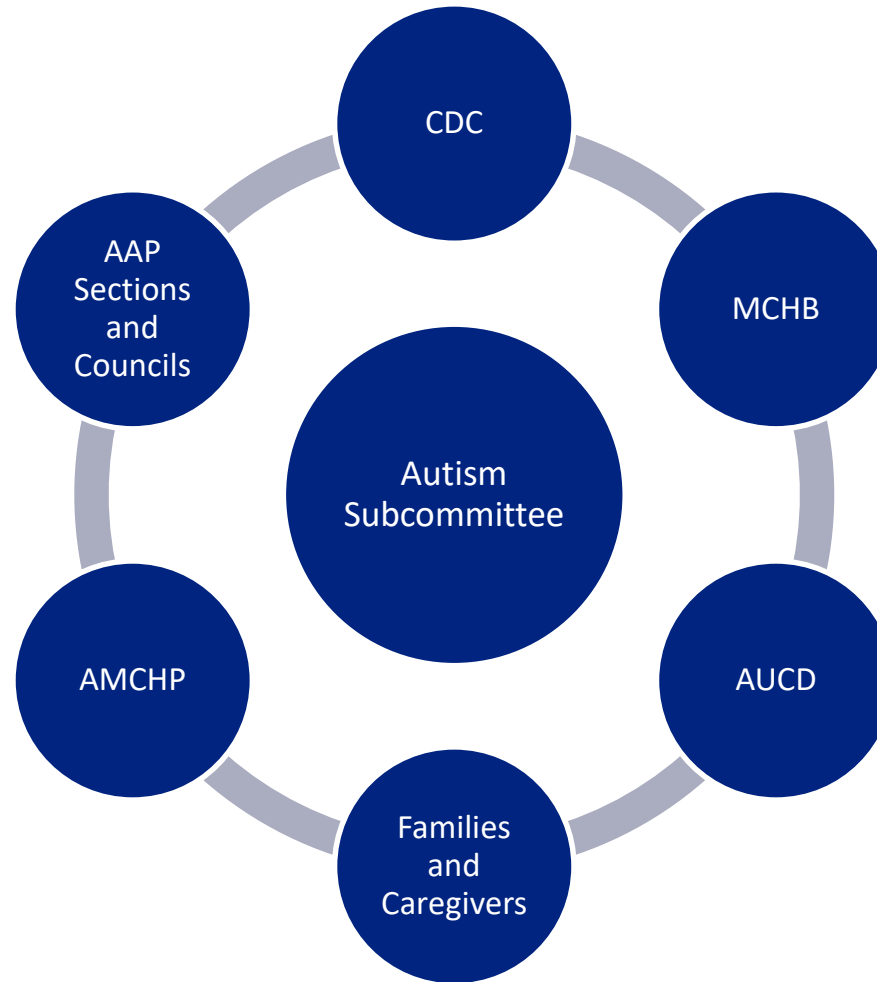 CDC
AAP
Sections
and
Councils
MCHB
Autism
Subcommittee
AMCHP
AUCD
Families
and
Caregivers